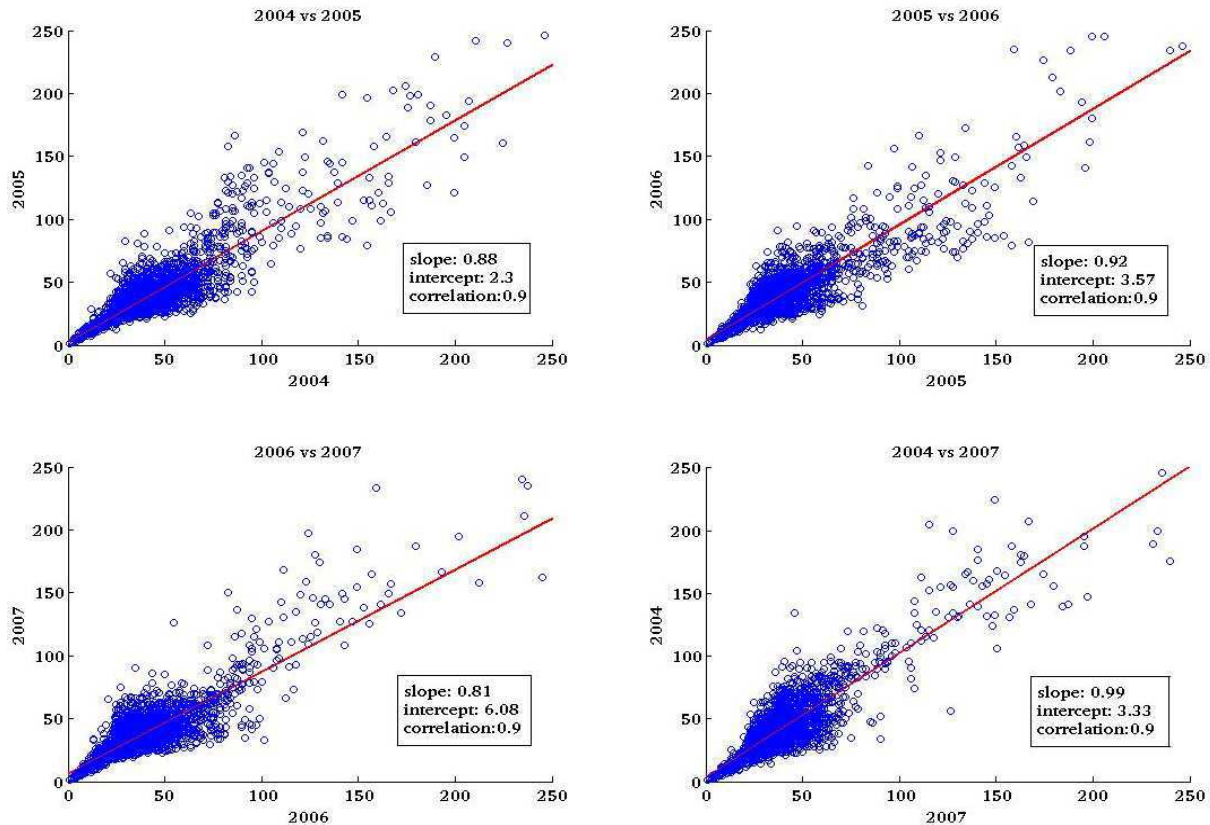 2004 vs 2005
250
200
150
100
50
0
0 50 100 150 200 250
2005
2004
slope: 0.88
intercept: 2.3
correlation:0.9
2005 vs 2006
250
200
150
100
50
0
0 50 100 150 200 250
2006
2005
slope: 0.92
intercept: 3.57
correlation:0.9
2006 vs 2007
250
200
150
100
50
0
0 50 100 150 200 250
2007
2006
slope: 0.81
intercept: 6.08
correlation:0.9
2004 vs 2007
250
200
150
100
50
0
0 50 100 150 200 250
2004
2007
slope: 0.99
intercept: 3.33
correlation:0.9